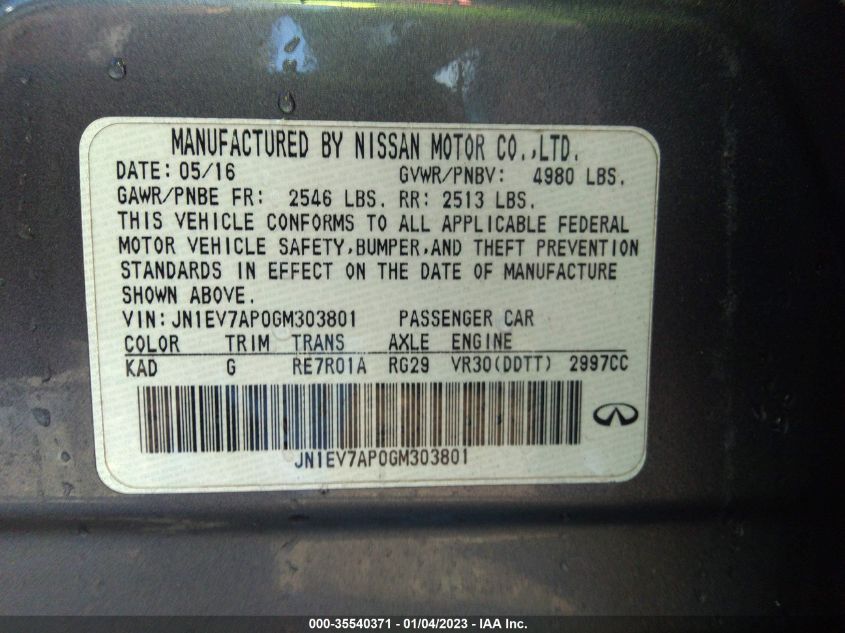 MANUFACTURED BY NISSAN MOTOR CO.,LTD.
DATE: 05/16 GVWR/PNBV: 4980 LBS.
GAWR/PNBE FR: 2546 LBS. RR: 2513 LBS.
THIS VEHICLE CONFORMS TO ALL APPLICABLE FEDERAL
MOTOR VEHICLE SAFETY,BUMPER,AND THEFT PREVENTION
STANDARDS IN EFFECT ON THE DATE OF MANUFACTURE
SHOWN ABOVE.
VIN: JN1EV7AP0GM303801 PASSENGER CAR
COLOR TRIM TRANS AXLE ENGINE
KAD G RE7R01A RG29 VR30(DDTT) 2997CC
JN1EV7AP0GM303801
000-35540371 - 01/04/2023 - IAA Inc.